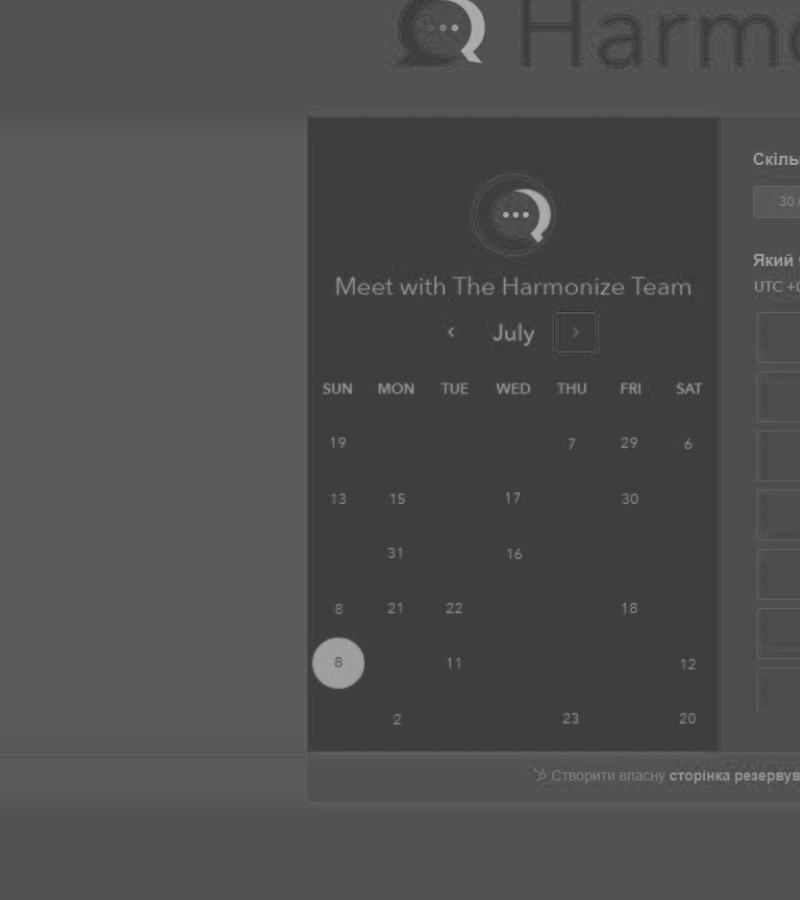 Harmo
Meet with The Harmonize Team
July
SUN MON TUE WED THU FRI SAT
19 7 29 6
13 15 17 30
31 16
8 21 22 18
8 11 12
2 23 20
Скіль
30 х
Який ч
UTC +0
Створити власну сторінка резервув